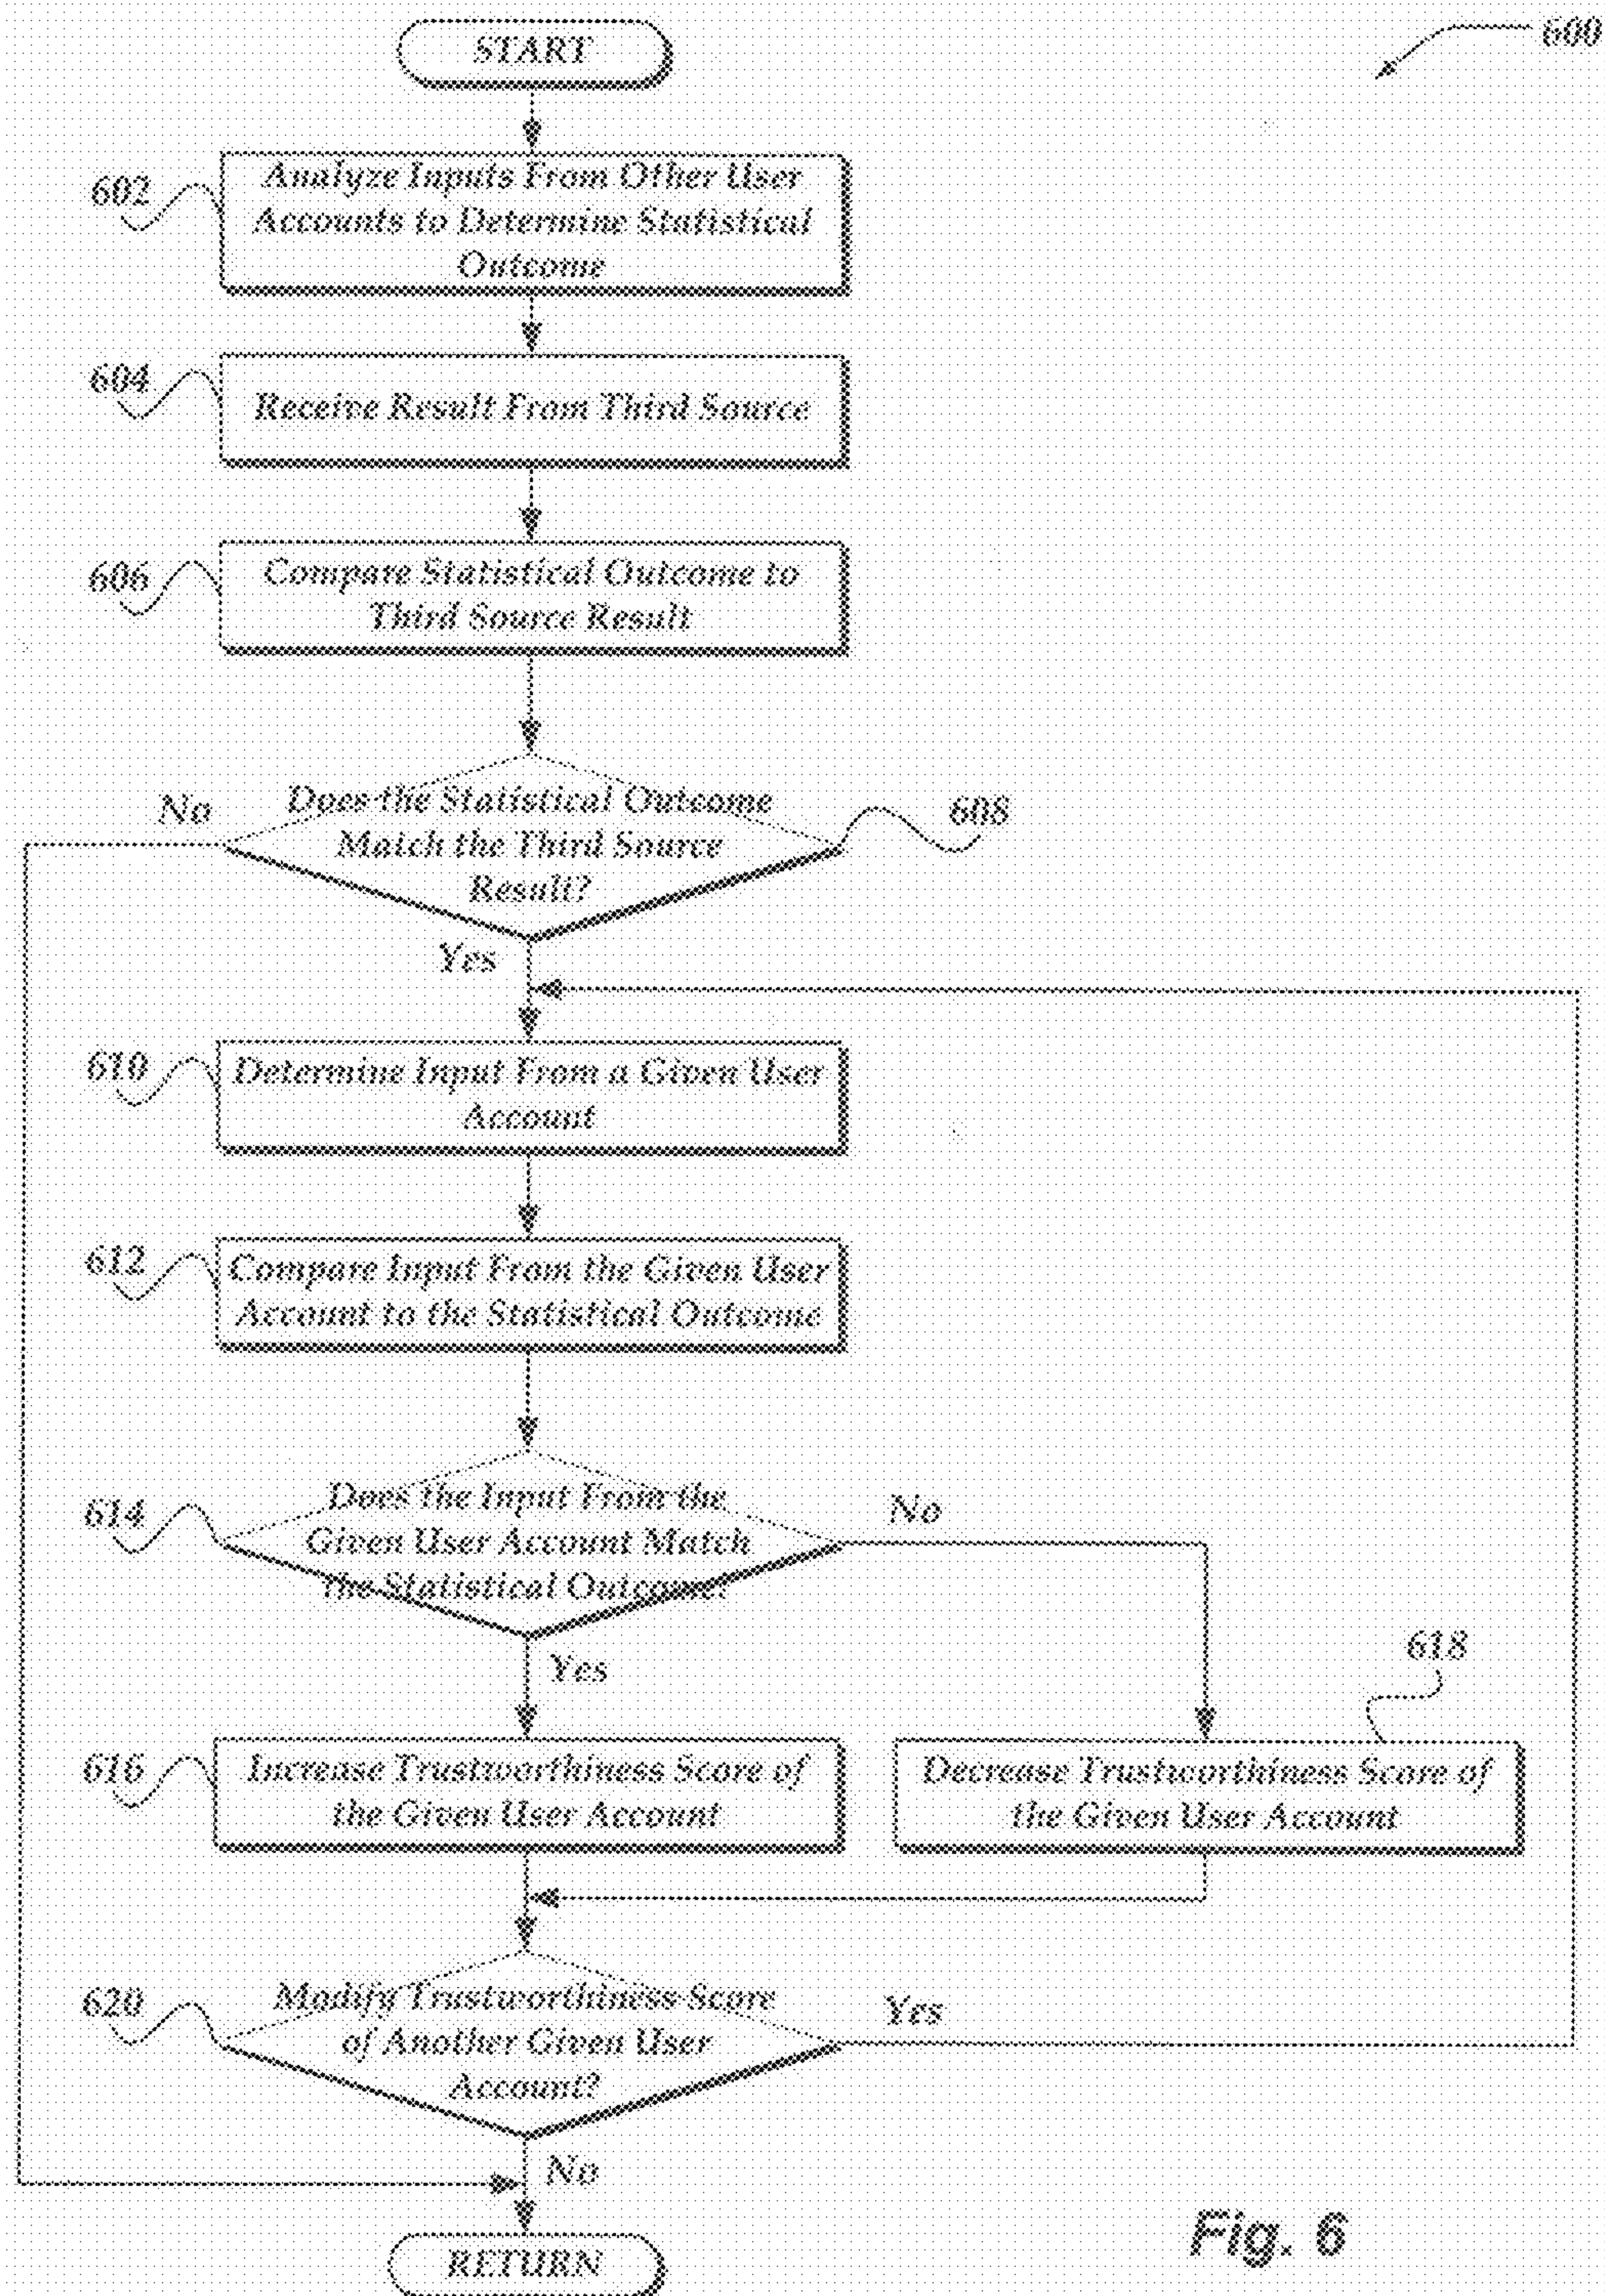 START
600
602
Analyze Inputs From Other User
Accounts to Determine Statistical
Outcome
604
Receive Result From Third Source
606
Compare Statistical Outcome to
Third Source Result
No
Does the Statistical Outcome
Match the Third Source
Result?
608
Yes
610
Determine Input From a Given User
Account
612
Compare Input From the Given User
Account to the Statistical Outcome
614
Does the Input From the
Given User Account Match
the Statistical Outcome?
No
Yes
618
616
Increase Trustworthiness Score of
the Given User Account
Decrease Trustworthiness Score of
the Given User Account
620
Modify Trustworthiness Score
of Another Given User
Account?
Yes
No
RETURN
Fig. 6